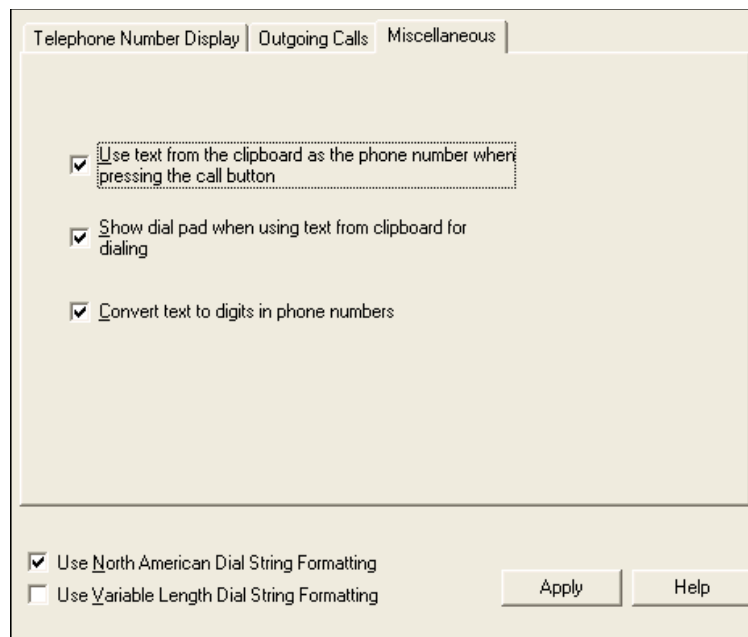 Telephone Number Display
Outgoing Calls
Miscellaneous
Use text from the clipboard as the phone number when
pressing the call button
Show dial pad when using text from clipboard for
dialing
Convert text to digits in phone numbers
Use North American Dial String Formatting
Use Variable Length Dial String Formatting
Apply
Help